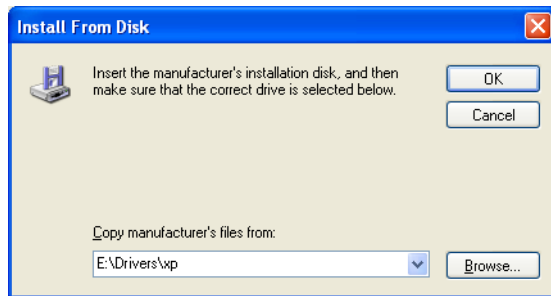 Install From Disk
Insert the manufacturer's installation disk, and then
make sure that the correct drive is selected below.
OK
Cancel
Copy manufacturer's files from:
E:\Drivers\xp
Browse...